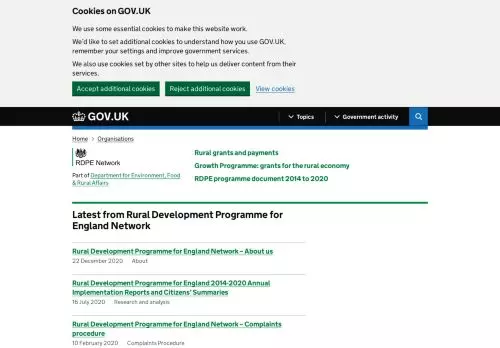 Cookies on GOV.UK
We use some essential cookies to make this website work.
We'd like to set additional cookies to understand how you use GOV.UK,
remember your settings and improve government services.
We also use cookies set by other sites to help us deliver content from their
services.
Accept additional cookies
Reject additional cookies
View cookies
GOV.UK
Topics
Government activity
Home
Organisations
RDPE Network
Part of Department for Environment, Food
& Rural Affairs
Rural grants and payments
Growth Programme: grants for the rural economy
RDPE programme document 2014 to 2020
Latest from Rural Development Programme for
England Network
Rural Development Programme for England Network – About us
22 December 2020 About
Rural Development Programme for England 2014-2020 Annual
Implementation Reports and Citizens' Summaries
16 July 2020 Research and analysis
Rural Development Programme for England Network – Complaints
procedure
10 February 2020 Complaints Procedure